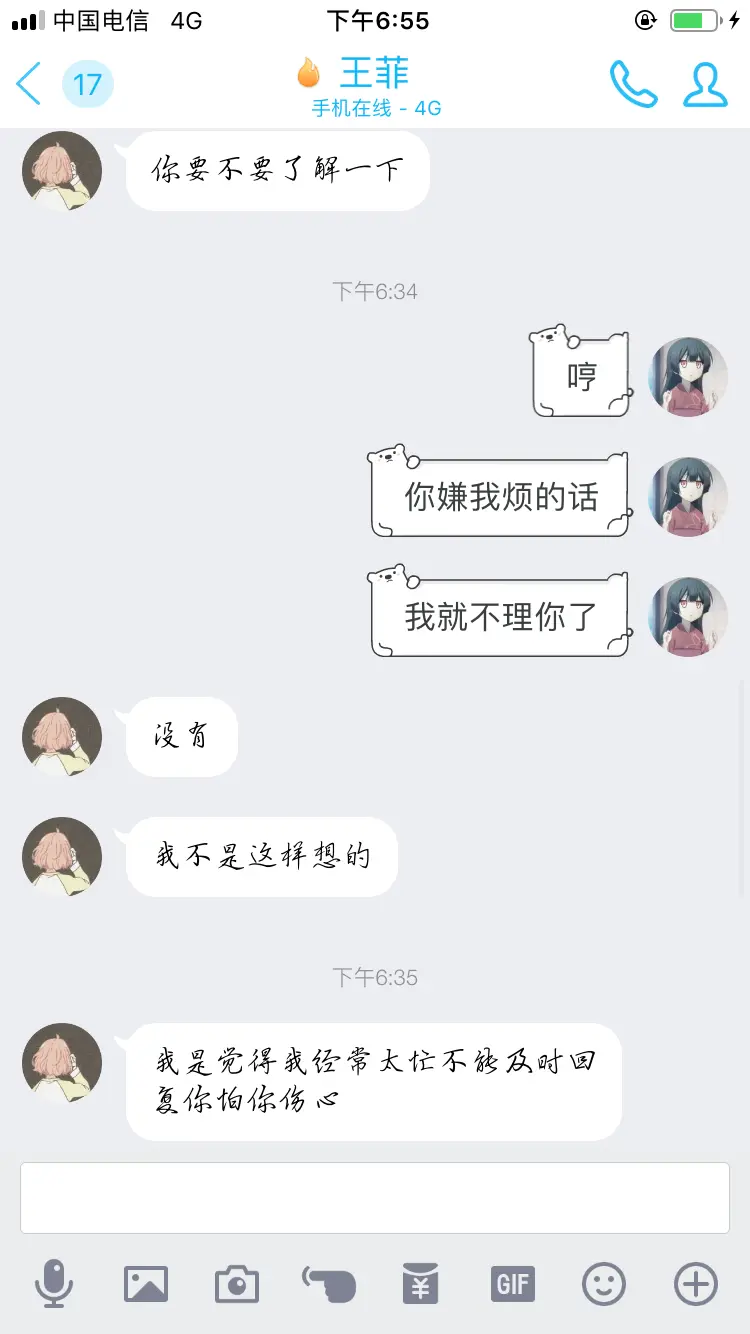 中国电信 4G 下午6:55
17
王菲
手机在线 - 4G
你要不要了解一下
下午6:34
哼
你嫌我烦的话
我就不理你了
没有
我不是这样想的
下午6:35
我是觉得我经常太忙不能及时回
复你怕你伤心
¥
GIF